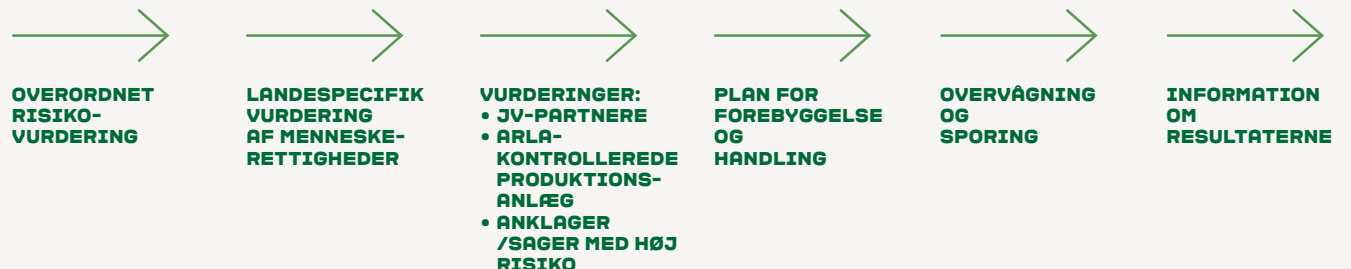 OVERORDNET
RISIKO-
VURDERING
LANDESPECIFIK
VURDERING
AF MENNESKE-
RETTIGHEDER
VURDERINGER:
• JV-PARTNERE
• ARLA-
KONTROLLEREDE
PRODUKTIONS-
ANLÆG
• ANKLAGER
/SAGER MED HØJ
RISIKO
PLAN FOR
FOREBYGGELSE
OG
HANDLING
OVERVÅGNING
OG
SPORING
INFORMATION
OM
RESULTATERNE